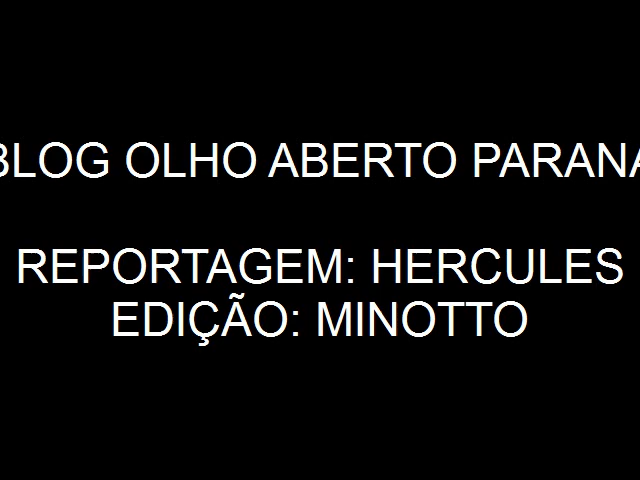 BLOG OLHO ABERTO PARANA
REPORTAGEM: HERCULES
EDIÇÃO: MINOTTO